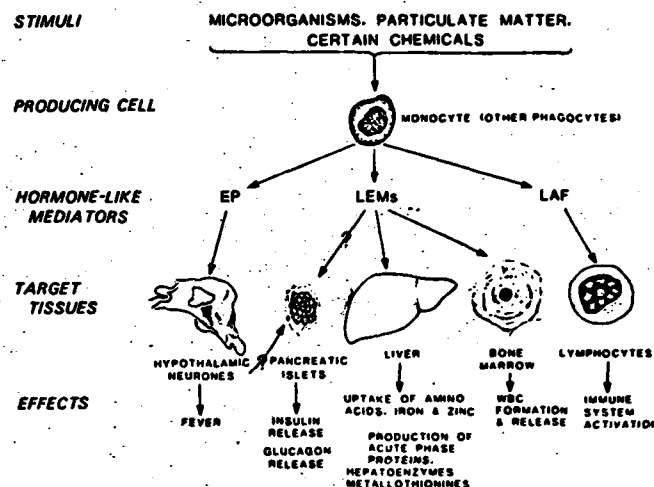 STIMULI
MICROORGANISMS. PARTICULATE MATTER.
CERTAIN CHEMICALS
PRODUCING CELL
MONOCYTE (OTHER PHAGOCYTES)
HORMONE-LIKE
MEDIATORS
EP
LEMs
LAF
?
TARGET
TISSUES
HYPOTHALAMIC
NEURONES
?
PANCREATIC
ISLETS
LIVER
BONE
MARROW
LYMPHOCYTES
EFFECTS
FEVER
INSULIN
RELEASE
GLUCAGON
RELEASE
UPTAKE OF AMINO
ACIDS. IRON & ZINC
PRODUCTION OF
ACUTE PHASE
PROTEINS.
HEPATOENZYMES
METALLOTHIONINES
WBC
FORMATION
& RELEASE
IMMUNE
SYSTEM
ACTIVATION